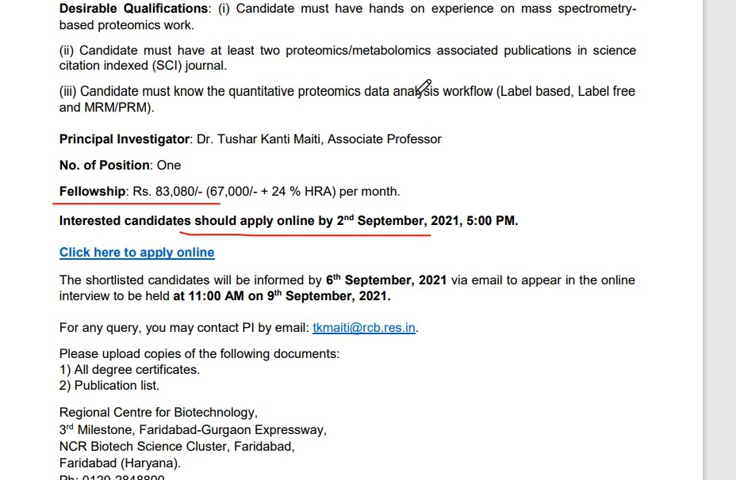 Desirable Qualifications: (i) Candidate must have hands on experience on mass spectrometry-
based proteomics work.
(ii) Candidate must have at least two proteomics/metabolomics associated publications in science
citation indexed (SCI) journal.
(iii) Candidate must know the quantitative proteomics data analysis workflow (Label based, Label free
and MRM/PRM).
Principal Investigator: Dr. Tushar Kanti Maiti, Associate Professor
No. of Position: One
Fellowship: Rs. 83,080/- (67,000/- + 24 % HRA) per month.
Interested candidates should apply online by 2nd September, 2021, 5:00 PM.
Click here to apply online
The shortlisted candidates will be informed by 6th September, 2021 via email to appear in the online
interview to be held at 11:00 AM on 9th September, 2021.
For any query, you may contact PI by email: tkmaiti@rcb.res.in.
Please upload copies of the following documents:
1) All degree certificates.
2) Publication list.
Regional Centre for Biotechnology,
3rd Milestone, Faridabad-Gurgaon Expressway,
NCR Biotech Science Cluster, Faridabad,
Faridabad (Haryana).
Ph: 0129-2848800